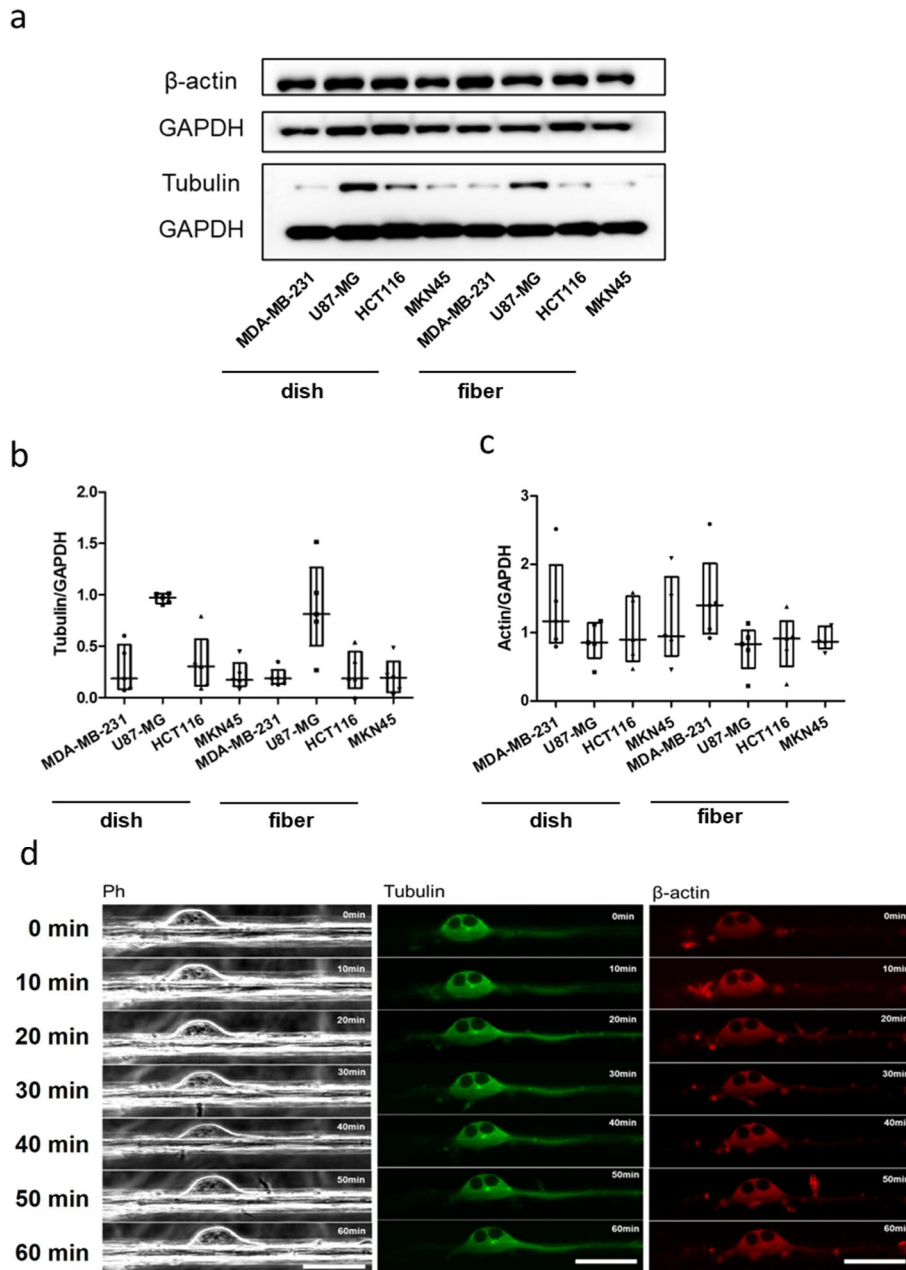 a
β-actin
GAPDH
Tubulin
GAPDH
MDA-MB-231 U87-MG HCT116 MKN45 MDA-MB-231 U87-MG HCT116 MKN45
dish fiber
b
Tubulin/GAPDH
2.0
1.5
1.0
0.5
0.0
MDA-MB-231 U87-MG HCT116 MKN45 MDA-MB-231 U87-MG HCT116 MKN45
dish fiber
c
Actin/GAPDH
3
2
1
0
MDA-MB-231 U87-MG HCT116 MKN45 MDA-MB-231 U87-MG HCT116 MKN45
dish fiber
d
Ph Tubulin β-actin
0 min 0min 0min 0min
10 min 10min 10min 10min
20 min 20min 20min 20min
30 min 30min 30min 30min
40 min 40min 40min 40min
50 min 50min 50min 50min
60 min 60min 60min 60min